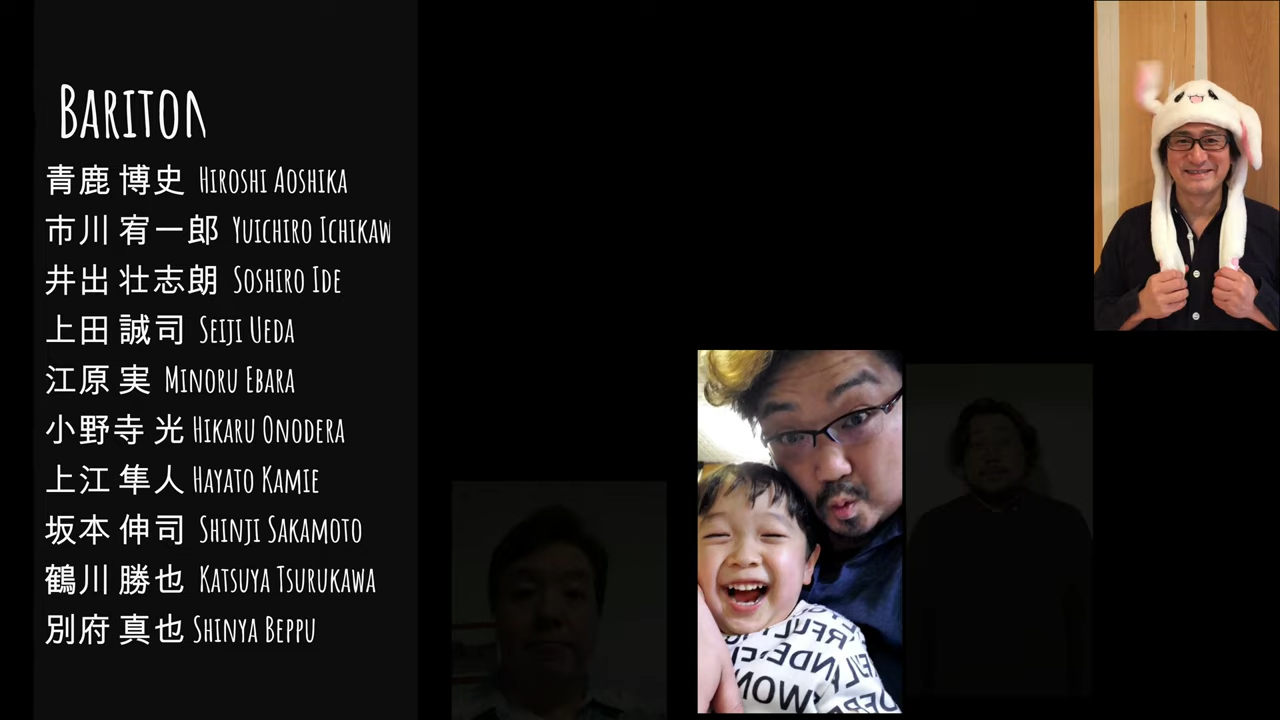 BARITON
青鹿 博史 HIROSHI AOSHIKA
市川 宥一郎 YUICHIRO ICHIKAW
井出 壮志朗 SOSHIRO IDE
上田 誠司 SEIJI UEDA
江原 実 MINORU EBARA
小野寺 光 HIKARU ONODERA
上江 隼人 HAYATO KAMIE
坂本 伸司 SHINJI SAKAMOTO
鶴川 勝也 KATSUYA TSURUKAWA
別府 真也 SHINYA BEPPU